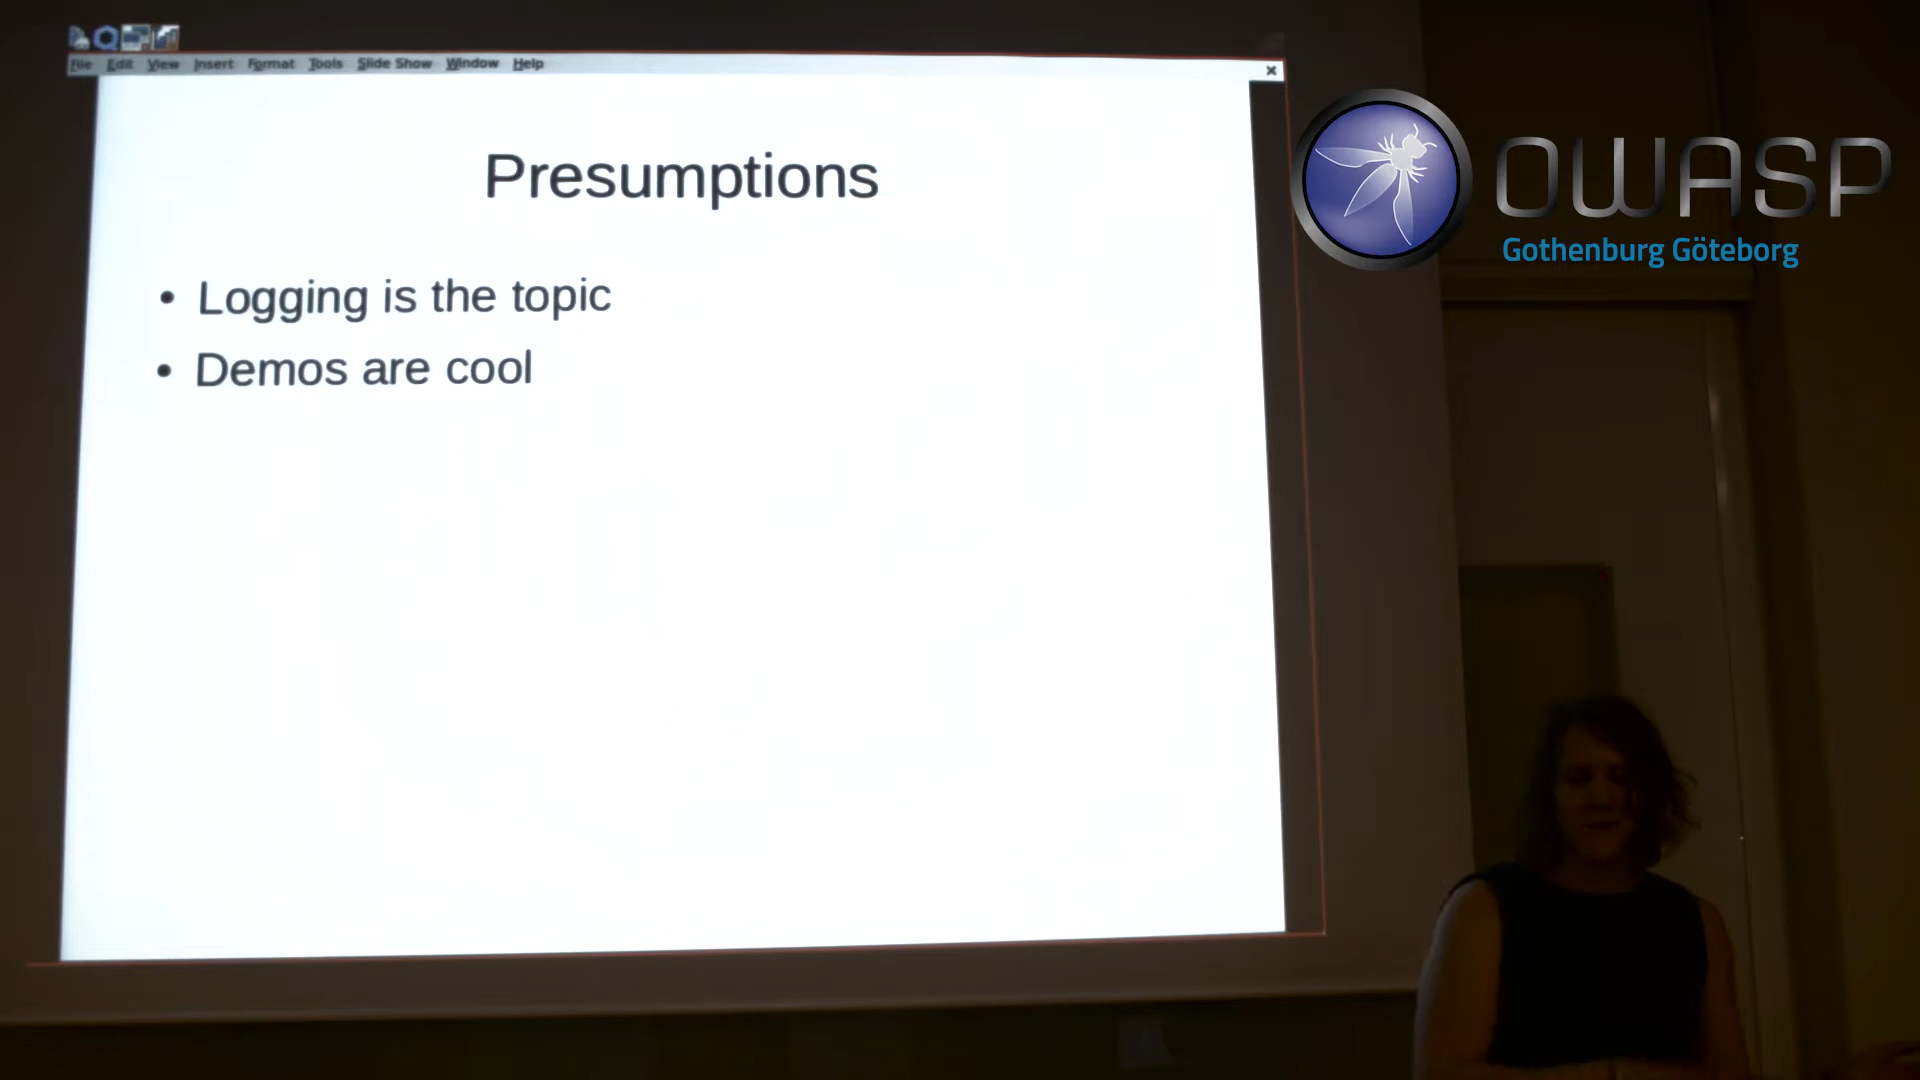 File Edit View Insert Format Tools Slide Show Window Help
Presumptions
• Logging is the topic
• Demos are cool
OWASP
Gothenburg Göteborg